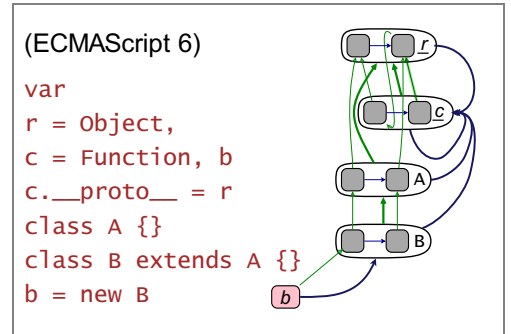 (ECMAScript 6)
var
r = Object,
c = Function, b
c.__proto__ = r
class A {}
class B extends A {}
b = new B
r
c
A
B
b